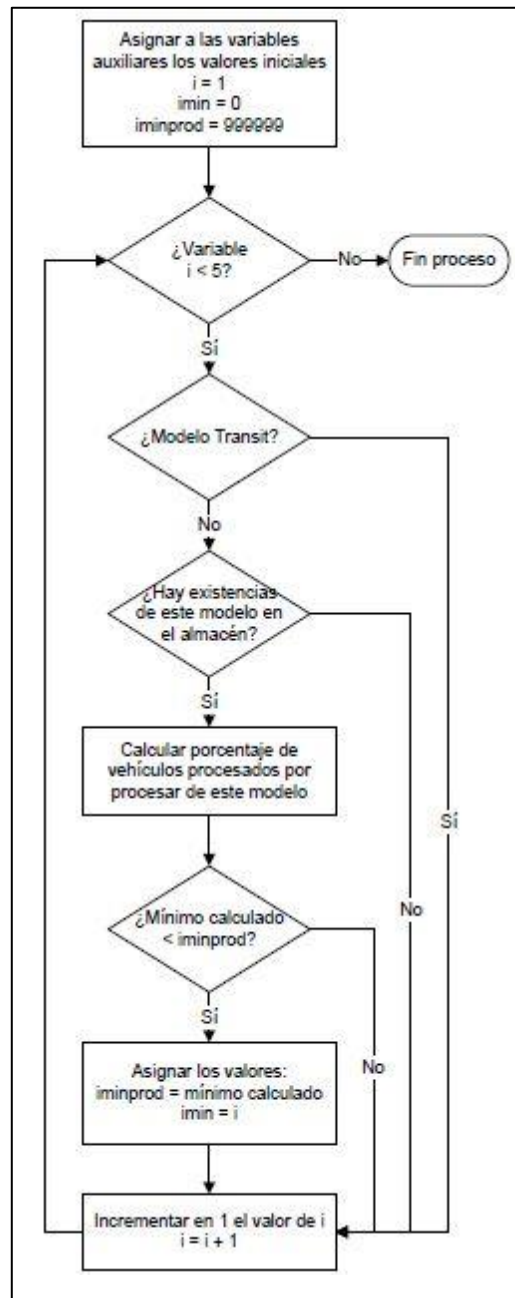 Asignar a las variables
auxiliares los valores iniciales
i = 1
imin = 0
iminprod = 999999
¿Variable
i < 5?
No
Fin proceso
Sí
¿Modelo Transit?
No
¿Hay existencias
de este modelo en
el almacén?
Sí
Calcular porcentaje de
vehículos procesados por
procesar de este modelo
Sí
No
¿Mínimo calculado
< iminprod?
Sí
No
Asignar los valores:
iminprod = mínimo calculado
imin = i
Incrementar en 1 el valor de i
i = i + 1